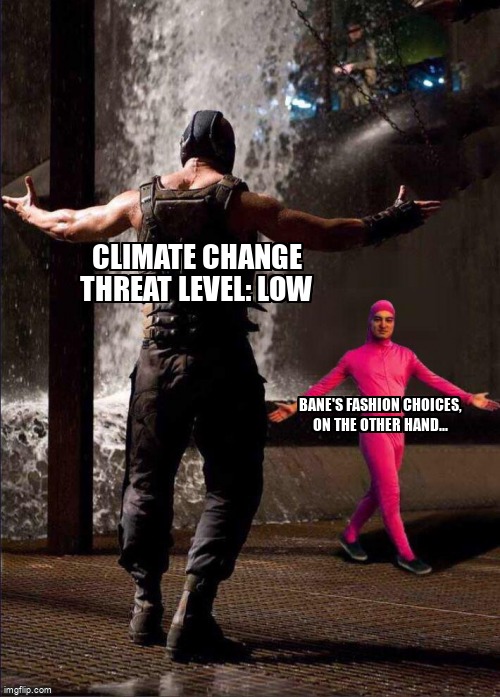 CLIMATE CHANGE
THREAT LEVEL: LOW
BANE'S FASHION CHOICES,
ON THE OTHER HAND...
imgflip.com